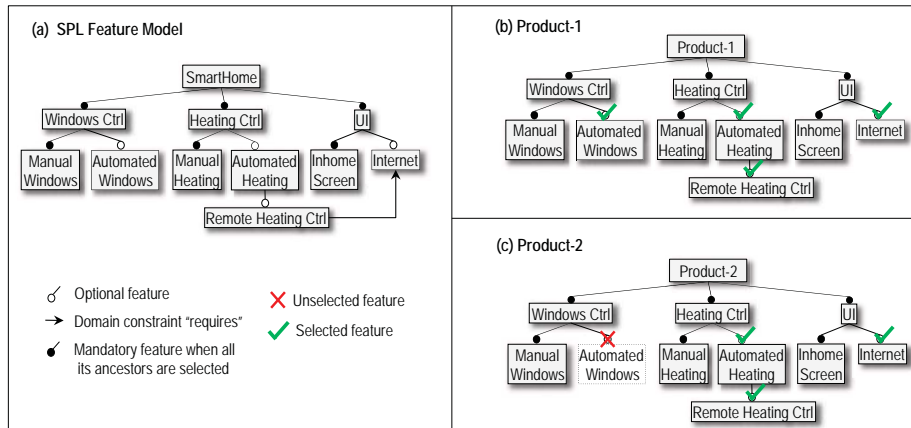 (a) SPL Feature Model
SmartHome
Windows Ctrl
Heating Ctrl
UI
Manual
Windows
Automated
Windows
Manual
Heating
Automated
Heating
Inhome
Screen
Internet
Remote Heating Ctrl
Optional feature
Domain constraint "requires"
Mandatory feature when all
its ancestors are selected
Unselected feature
Selected feature
(b) Product-1
Product-1
Windows Ctrl
Heating Ctrl
UI
Manual
Windows
Automated
Windows
Manual
Heating
Automated
Heating
Inhome
Screen
Internet
Remote Heating Ctrl
(c) Product-2
Product-2
Windows Ctrl
Heating Ctrl
UI
Manual
Windows
Automated
Windows
Manual
Heating
Automated
Heating
Inhome
Screen
Internet
Remote Heating Ctrl